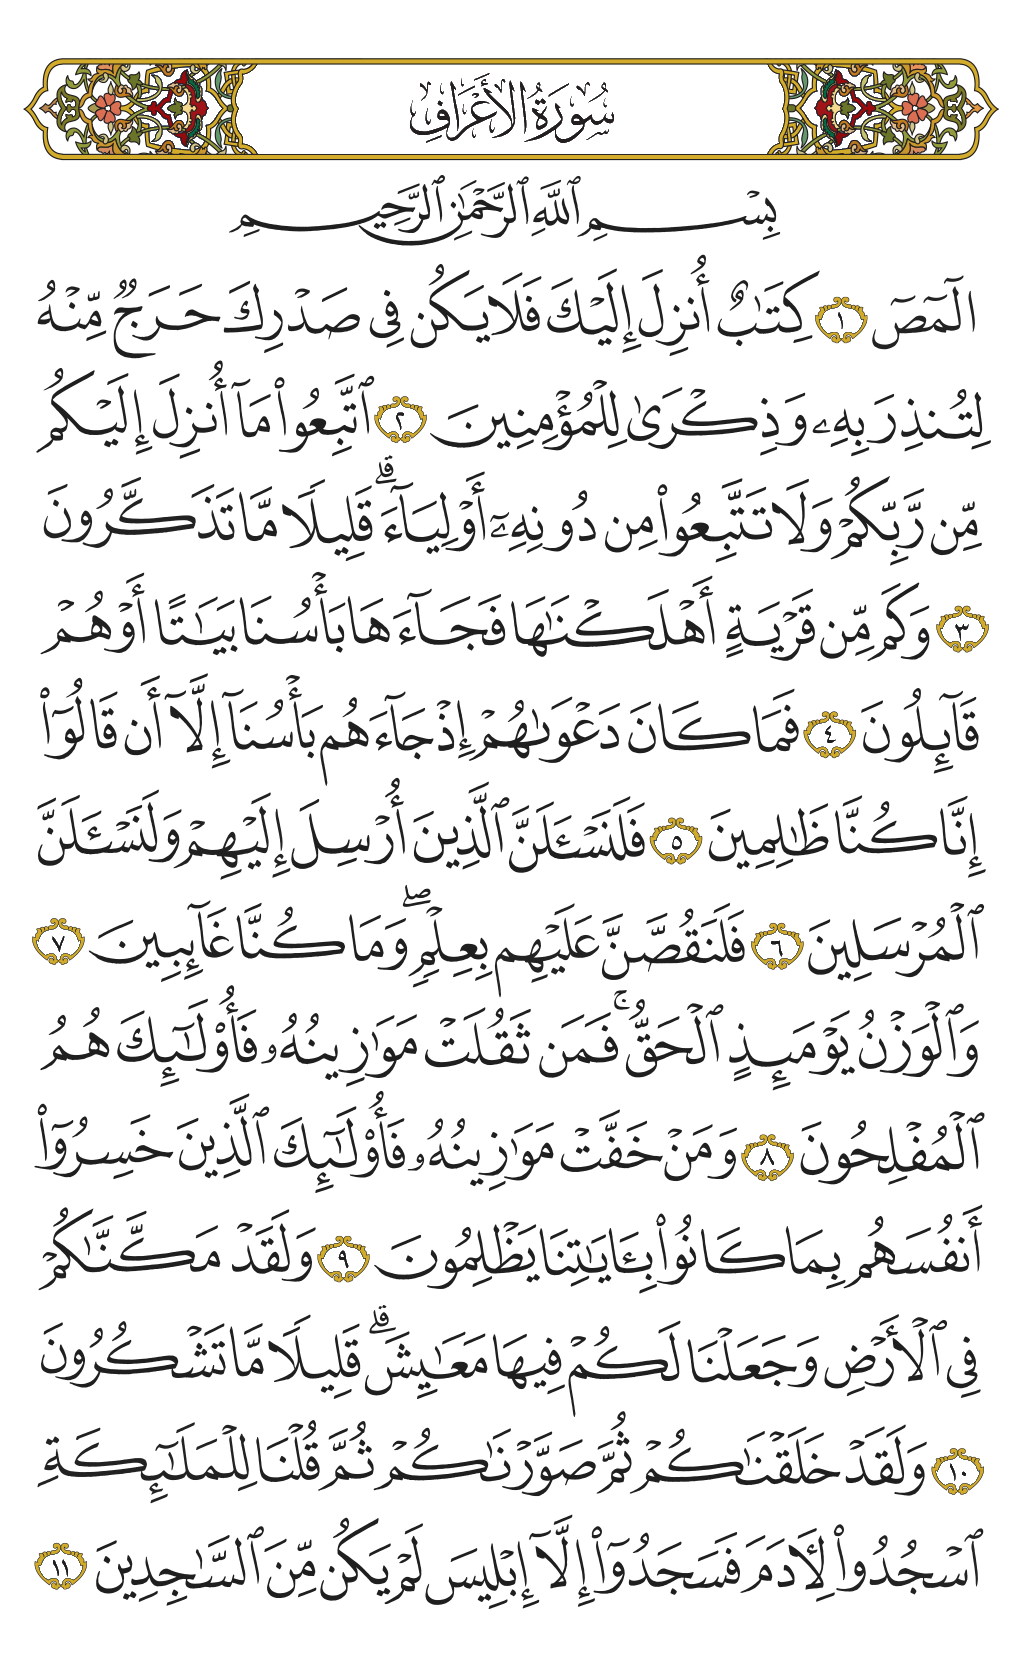 سُورَةُ الأَعْرَافِ
بِسْمِ ٱللَّهِ ٱلرَّحْمَٰنِ ٱلرَّحِيمِ
الٓمٓصٓ ١ كِتَٰبٌ أُنزِلَ إِلَيْكَ فَلَا يَكُن فِى صَدْرِكَ حَرَجٌ مِّنْهُ
لِتُنذِرَ بِهِۦ وَذِكْرَىٰ لِلْمُؤْمِنِينَ ٢ ٱتَّبِعُوا۟ مَآ أُنزِلَ إِلَيْكُم
مِّن رَّبِّكُمْ وَلَا تَتَّبِعُوا۟ مِن دُونِهِۦٓ أَوْلِيَآءَ ۗ قَلِيلًا مَّا تَذَكَّرُونَ
٣ وَكَم مِّن قَرْيَةٍ أَهْلَكْنَٰهَا فَجَآءَهَا بَأْسُنَا بَيَٰتًا أَوْ هُمْ
قَآئِلُونَ ٤ فَمَا كَانَ دَعْوَىٰهُمْ إِذْ جَآءَهُم بَأْسُنَآ إِلَّآ أَن قَالُوٓا۟
إِنَّا كُنَّا ظَٰلِمِينَ ٥ فَلَنَسْـَٔلَنَّ ٱلَّذِينَ أُرْسِلَ إِلَيْهِمْ وَلَنَسْـَٔلَنَّ
ٱلْمُرْسَلِينَ ٦ فَلَنَقُصَّنَّ عَلَيْهِم بِعِلْمٍ ۖ وَمَا كُنَّا غَآئِبِينَ ٧
وَٱلْوَزْنُ يَوْمَئِذٍ ٱلْحَقُّ ۚ فَمَن ثَقُلَتْ مَوَٰزِينُهُۥ فَأُو۟لَٰٓئِكَ هُمُ
ٱلْمُفْلِحُونَ ٨ وَمَنْ خَفَّتْ مَوَٰزِينُهُۥ فَأُو۟لَٰٓئِكَ ٱلَّذِينَ خَسِرُوٓا۟
أَنفُسَهُم بِمَا كَانُوا۟ بِـَٔايَٰتِنَا يَظْلِمُونَ ٩ وَلَقَدْ مَكَّنَّٰكُمْ
فِى ٱلْأَرْضِ وَجَعَلْنَا لَكُمْ فِيهَا مَعَٰيِشَ ۗ قَلِيلًا مَّا تَشْكُرُونَ
١٠ وَلَقَدْ خَلَقْنَٰكُمْ ثُمَّ صَوَّرْنَٰكُمْ ثُمَّ قُلْنَا لِلْمَلَٰٓئِكَةِ
ٱسْجُدُوا۟ لِـَٔادَمَ فَسَجَدُوٓا۟ إِلَّآ إِبْلِيسَ لَمْ يَكُن مِّنَ ٱلسَّٰجِدِينَ ١١